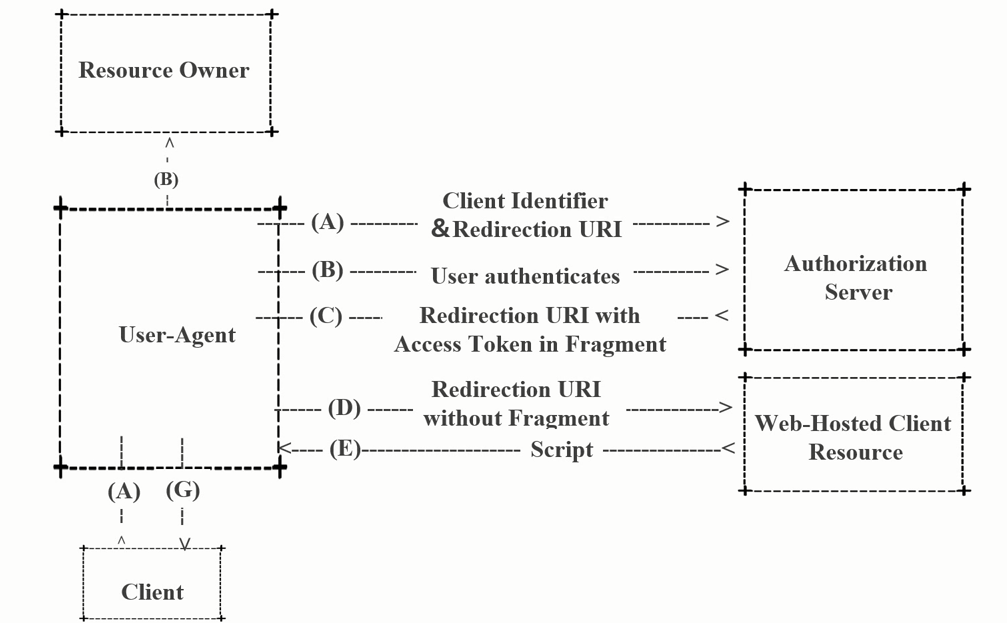 Resource Owner
(B)
(A) Client Identifier
&Redirection URI
(B) User authenticates
(C) Redirection URI with
Access Token in Fragment
Authorization
Server
User-Agent
(D) Redirection URI
without Fragment
(E) Script
Web-Hosted Client
Resource
(A) (G)
Client